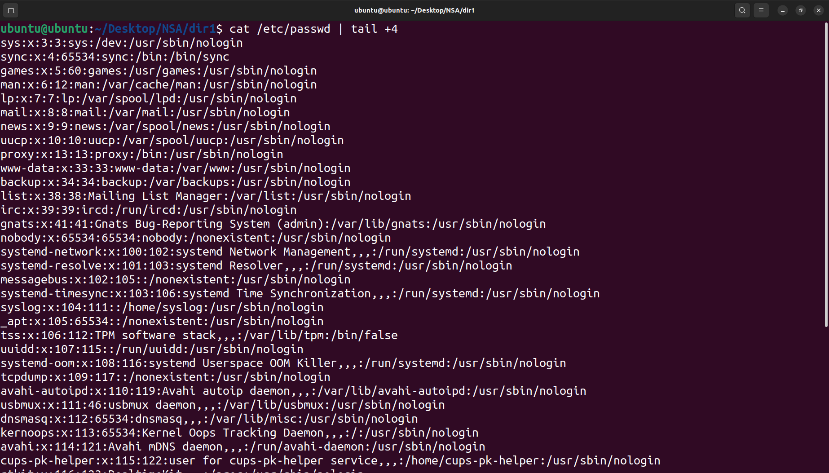 ubuntu@ubuntu: ~/Desktop/NSA/dir1
ubuntu@ubuntu:~/Desktop/NSA/dir1$ cat /etc/passwd | tail +4
sys:x:3:3:sys:/dev:/usr/sbin/nologin
sync:x:4:65534:sync:/bin:/bin/sync
games:x:5:60:games:/usr/games:/usr/sbin/nologin
man:x:6:12:man:/var/cache/man:/usr/sbin/nologin
lp:x:7:7:lp:/var/spool/lpd:/usr/sbin/nologin
mail:x:8:8:mail:/var/mail:/usr/sbin/nologin
news:x:9:9:news:/var/spool/news:/usr/sbin/nologin
uucp:x:10:10:uucp:/var/spool/uucp:/usr/sbin/nologin
proxy:x:13:13:proxy:/bin:/usr/sbin/nologin
www-data:x:33:33:www-data:/var/www:/usr/sbin/nologin
backup:x:34:34:backup:/var/backups:/usr/sbin/nologin
list:x:38:38:Mailing List Manager:/var/list:/usr/sbin/nologin
irc:x:39:39:ircd:/run/ircd:/usr/sbin/nologin
gnats:x:41:41:Gnats Bug-Reporting System (admin):/var/lib/gnats:/usr/sbin/nologin
nobody:x:65534:65534:nobody:/nonexistent:/usr/sbin/nologin
systemd-network:x:100:102:systemd Network Management,,,:/run/systemd:/usr/sbin/nologin
systemd-resolve:x:101:103:systemd Resolver,,,:/run/systemd:/usr/sbin/nologin
messagebus:x:102:105::/nonexistent:/usr/sbin/nologin
systemd-timesync:x:103:106:systemd Time Synchronization,,,:/run/systemd:/usr/sbin/nologin
syslog:x:104:111::/home/syslog:/usr/sbin/nologin
_apt:x:105:65534::/nonexistent:/usr/sbin/nologin
tss:x:106:112:TPM software stack,,,:/var/lib/tpm:/bin/false
uuidd:x:107:115::/run/uuidd:/usr/sbin/nologin
systemd-oom:x:108:116:systemd Userspace OOM Killer,,,:/run/systemd:/usr/sbin/nologin
tcpdump:x:109:117::/nonexistent:/usr/sbin/nologin
avahi-autoipd:x:110:119:Avahi autoip daemon,,,:/var/lib/avahi-autoipd:/usr/sbin/nologin
usbmux:x:111:46:usbmux daemon,,,:/var/lib/usbmux:/usr/sbin/nologin
dnsmasq:x:112:65534:dnsmasq,,,:/var/lib/misc:/usr/sbin/nologin
kernoops:x:113:65534:Kernel Oops Tracking Daemon,,,:/:/usr/sbin/nologin
avahi:x:114:121:Avahi mDNS daemon,,,:/run/avahi-daemon:/usr/sbin/nologin
cups-pk-helper:x:115:122:user for cups-pk-helper service,,,:/home/cups-pk-helper:/usr/sbin/nologin